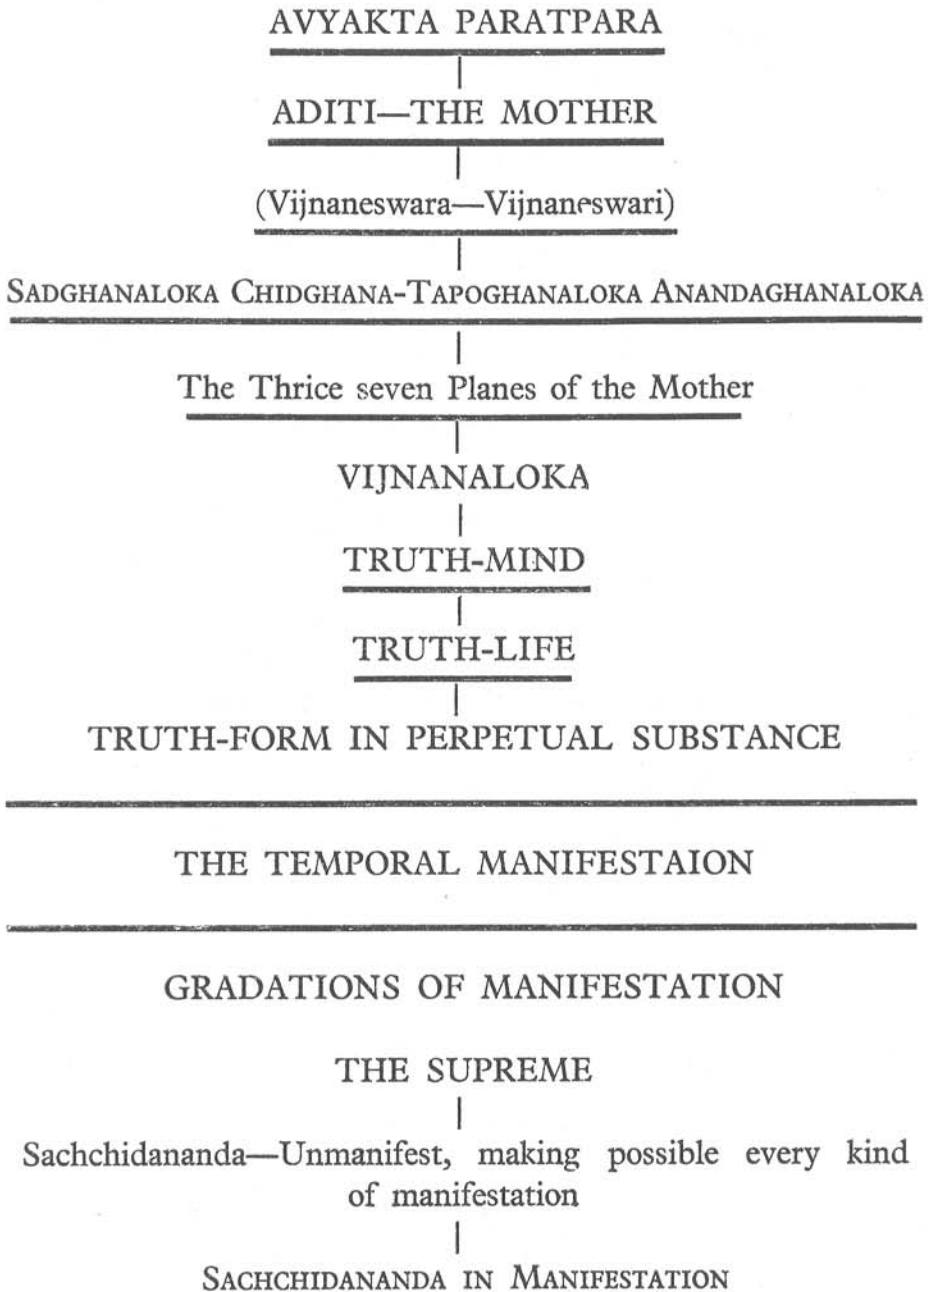 AVYAKTA PARATPARA
ADITI—THE MOTHER
(Vijnaneswara—Vijnaneswari)
SADGHANALOKA CHIDGHANA-TAPOGHANALOKA ANANDAGHANALOKA
The Thrice seven Planes of the Mother
VIJNANALOKA
TRUTH-MIND
TRUTH-LIFE
TRUTH-FORM IN PERPETUAL SUBSTANCE
THE TEMPORAL MANIFESTAION
GRADATIONS OF MANIFESTATION
THE SUPREME
Sachchidananda—Unmanifest, making possible every kind
of manifestation
SACHCHIDANANDA IN MANIFESTATION